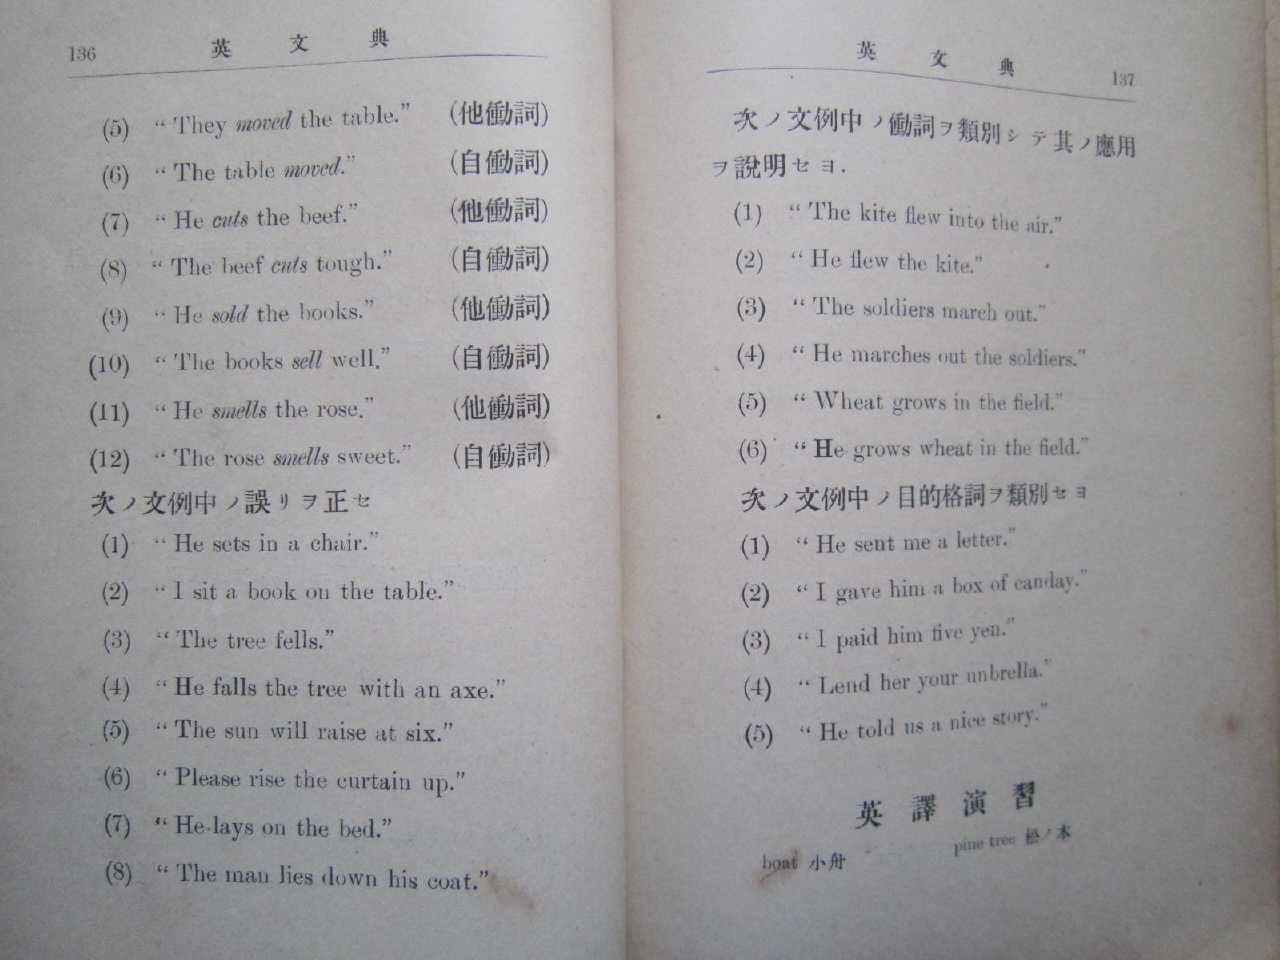 136 英文典
(5) “They moved the table.” (他働詞)
(6) “The table moved.” (自働詞)
(7) “He cuts the beef.” (他働詞)
(8) “The beef cuts tough.” (自働詞)
(9) “He sold the books.” (他働詞)
(10) “The books sell well.” (自働詞)
(11) “He smells the rose.” (他働詞)
(12) “The rose smells sweet.” (自働詞)
次ノ文例中ノ誤リヲ正セ
(1) “He sets in a chair.”
(2) “I sit a book on the table.”
(3) “The tree fells.”
(4) “He falls the tree with an axe.”
(5) “The sun will raise at six.”
(6) “Please rise the curtain up.”
(7) “He lays on the bed.”
(8) “The man lies down his coat.”
英文典 137
次ノ文例中ノ働詞ヲ類別シテ其ノ應用
ヲ說明セヨ.
(1) “The kite flew into the air.”
(2) “He flew the kite.”
(3) “The soldiers march out.”
(4) “He marches out the soldiers.”
(5) “Wheat grows in the field.”
(6) “He grows wheat in the field.”
次ノ文例中ノ目的格詞ヲ類別セヨ
(1) “He sent me a letter.”
(2) “I gave him a box of canday.”
(3) “I paid him five yen.”
(4) “Lend her your unbrella.”
(5) “He told us a nice story.”
英譯演習
boat 小舟 pine tree 松ノ木